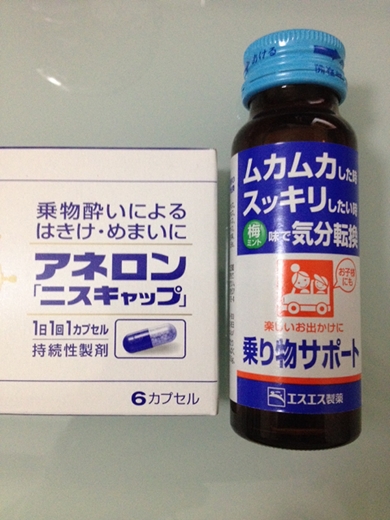 乗物酔いによる
はきけ・めまいに
アネロン
「ニスキャップ」
1日1回1カプセル
持続性製剤
6カプセル
ムカムカした時
スッキリしたい時
梅ミント味で気分転換
お子様にも
楽しいお出かけに
乗り物サポート
エスエス製薬